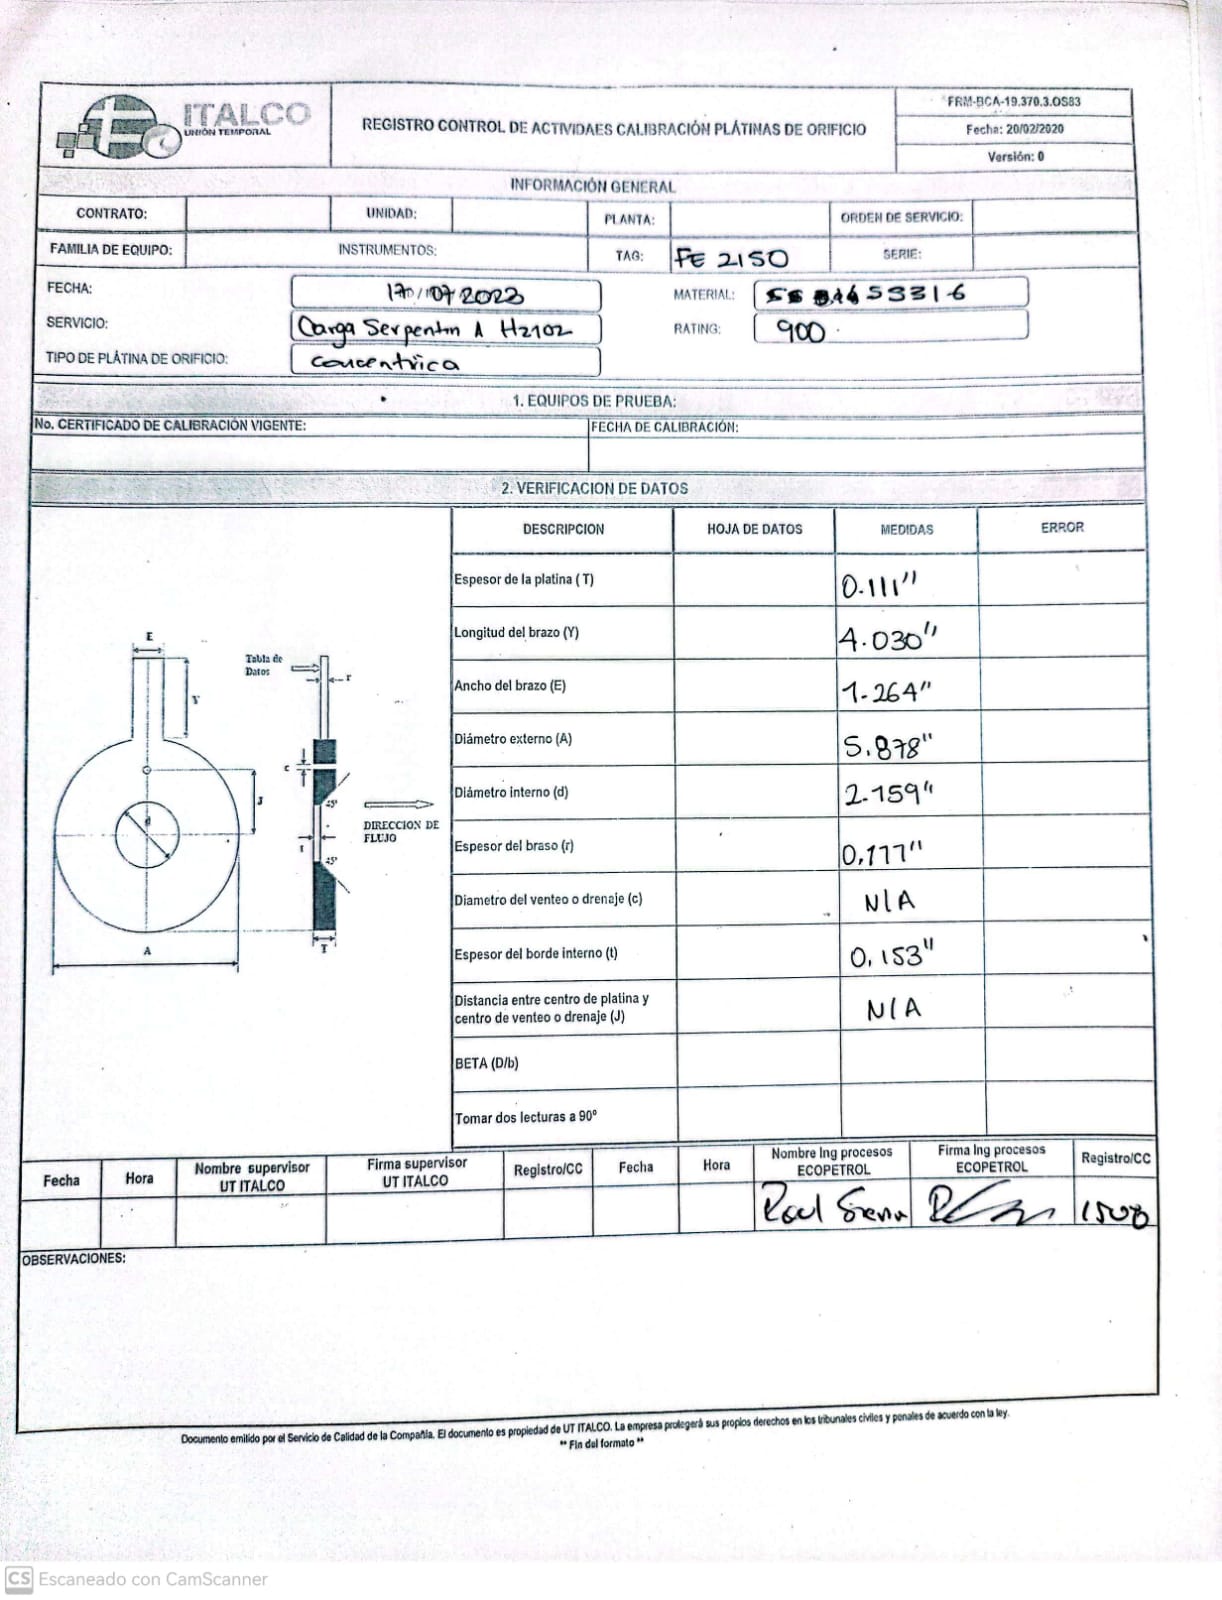 ITALCO
UNIÓN TEMPORAL
REGISTRO CONTROL DE ACTIVIDAES CALIBRACIÓN PLÁTINAS DE ORIFICIO
FRM-BCA-19.370.3.OS83
Fecha: 20/02/2020
Versión: 0
INFORMACIÓN GENERAL
CONTRATO: UNIDAD: PLANTA: ORDEN DE SERVICIO:
FAMILIA DE EQUIPO: INSTRUMENTOS: TAG: FE 2150 SERIE:
FECHA: 17/07/2023 MATERIAL: SS316
SERVICIO: Carga Serpentin A H2102 RATING: 900
TIPO DE PLÁTINA DE ORIFICIO: concentrica
1. EQUIPOS DE PRUEBA:
No. CERTIFICADO DE CALIBRACIÓN VIGENTE: FECHA DE CALIBRACIÓN:
2. VERIFICACION DE DATOS
DESCRIPCION HOJA DE DATOS MEDIDAS ERROR
Espesor de la platina ( T) 0.111"
Longitud del brazo (Y) 4.030"
Ancho del brazo (E) 1.264"
Diámetro externo (A) 5.878"
Diámetro interno (d) 2.159"
Espesor del braso (r)
Diametro del venteo o drenaje (c) N/A
Espesor del borde interno (t) 0.153"
Distancia entre centro de platina y
centro de venteo o drenaje (J) N/A
BETA (D/b)
Tomar dos lecturas a 90º
E
Tabla de
Datos
r
Y
c
J
45º
d
DIRECCION DE
FLUJO
t
45º
A
T
Fecha Hora Nombre supervisor UT ITALCO Firma supervisor UT ITALCO Registro/CC Fecha Hora Nombre Ing procesos ECOPETROL Firma Ing procesos ECOPETROL Registro/CC
Raul Sierra
OBSERVACIONES:
Documento emitido por el Servicio de Calidad de la Compañía. El documento es propiedad de UT ITALCO. La empresa protegerá sus propios derechos en los tribunales civiles y penales de acuerdo con la ley.
** Fin del formato **
CS Escaneado con CamScanner